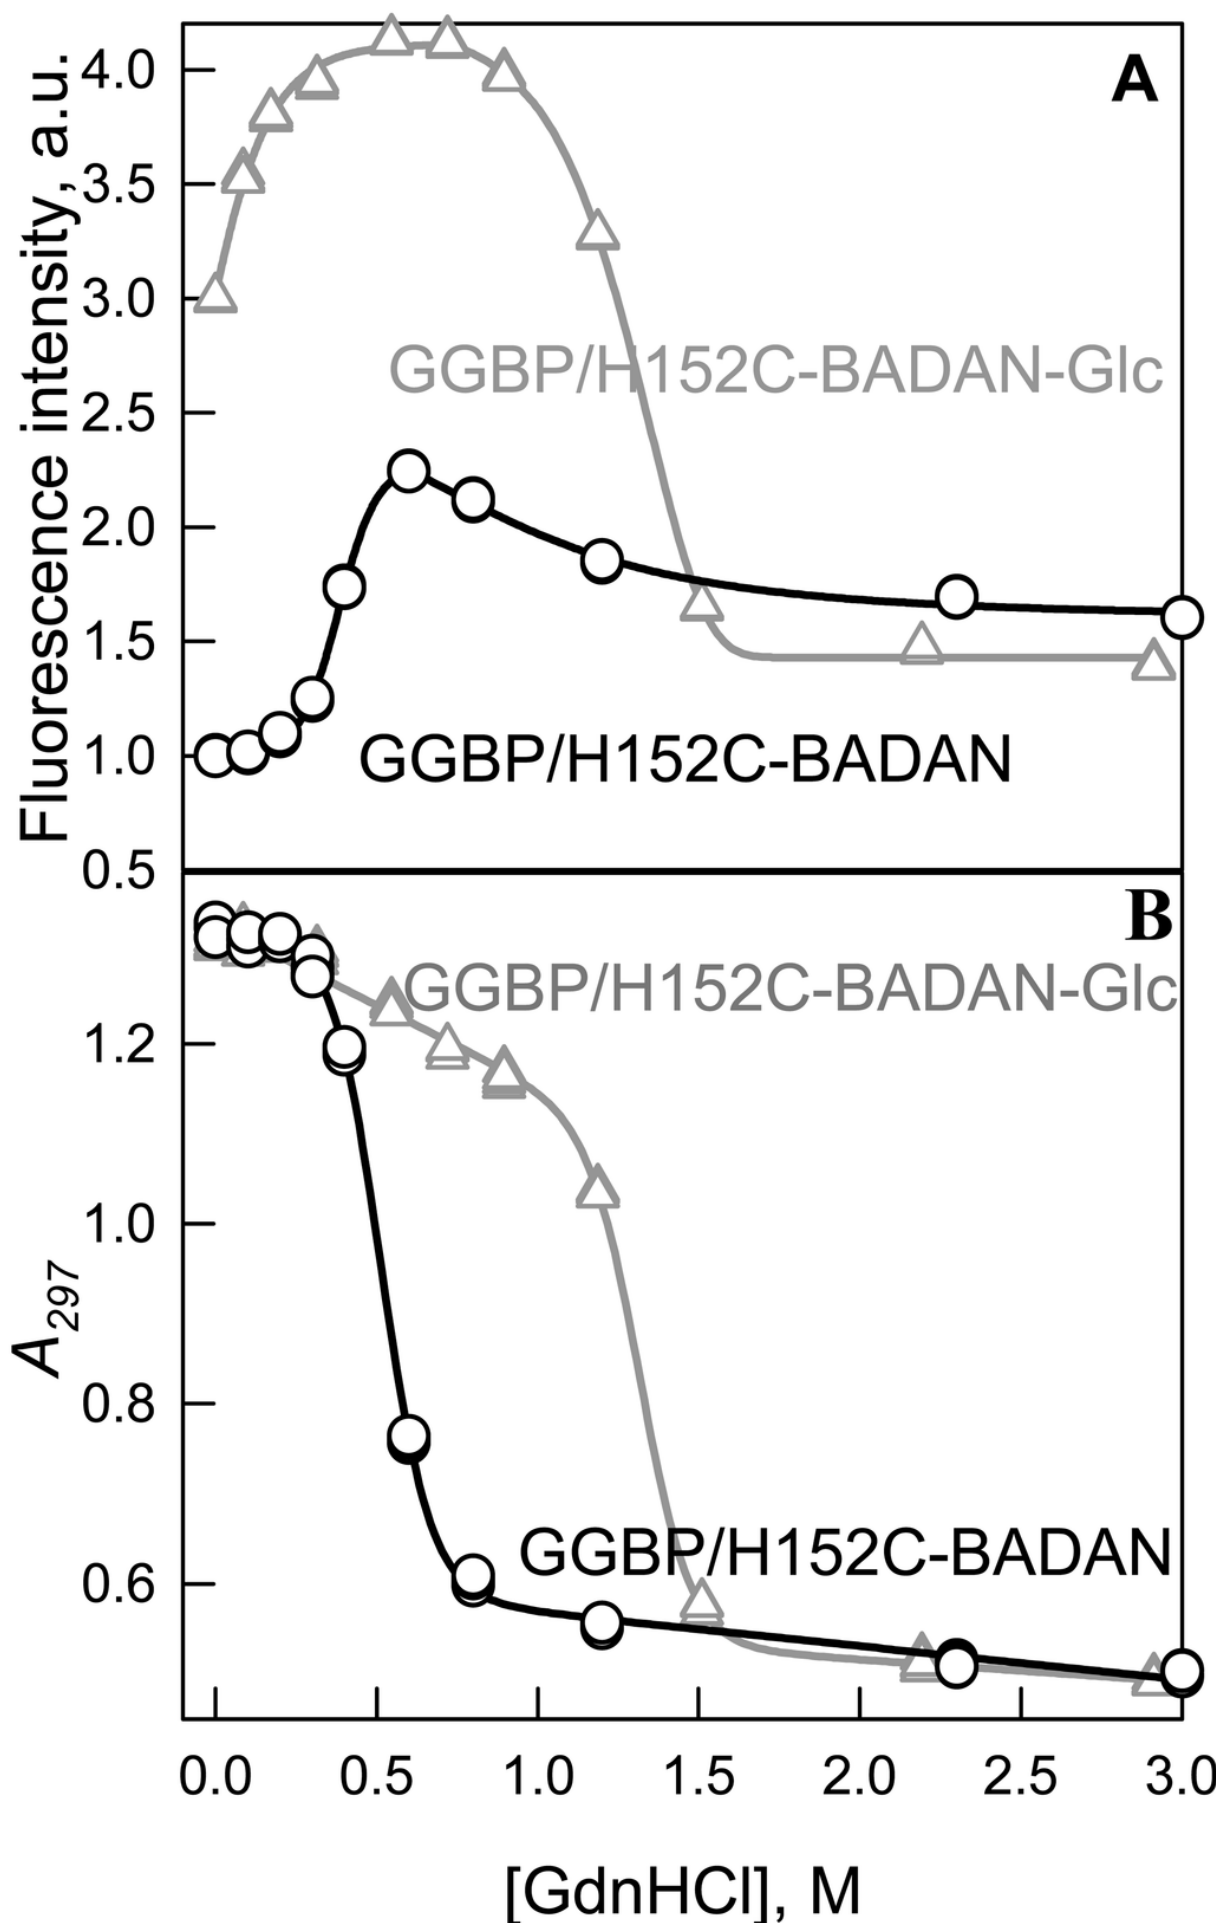 A
Fluorescence intensity, a.u.
4.0
3.5
3.0
2.5
2.0
1.5
1.0
0.5
GGBP/H152C-BADAN-Glc
GGBP/H152C-BADAN
B
GGBP/H152C-BADAN-Glc
A297
1.2
1.0
0.8
0.6
GGBP/H152C-BADAN
0.0 0.5 1.0 1.5 2.0 2.5 3.0
[GdnHCl], M